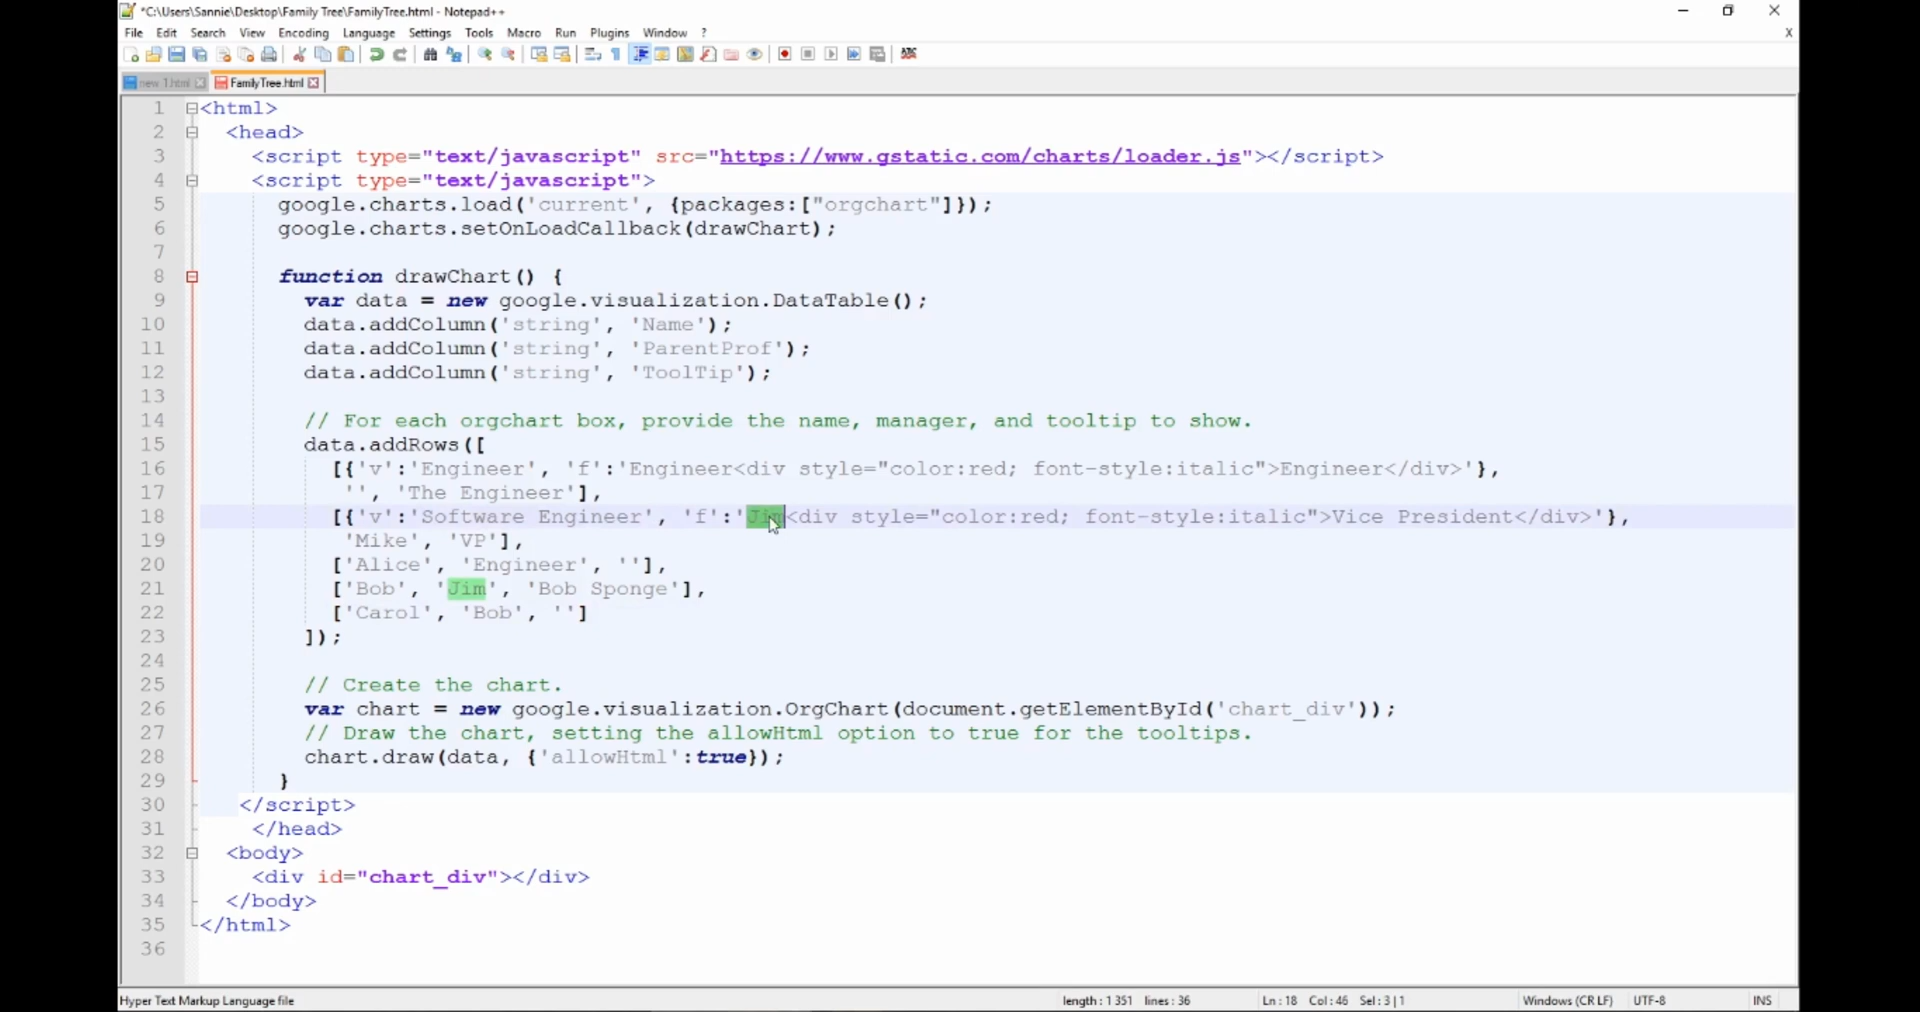 *C:\Users\Sannie\Desktop\Family Tree\FamilyTree.html - Notepad++
File Edit Search View Encoding Language Settings Tools Macro Run Plugins Window ? X
new 1.html FamilyTree.html
1 <html>
2 <head>
3 <script type="text/javascript" src="https://www.gstatic.com/charts/loader.js"></script>
4 <script type="text/javascript">
5 google.charts.load('current', {packages:["orgchart"]});
6 google.charts.setOnLoadCallback(drawChart);
7
8 function drawChart() {
9 var data = new google.visualization.DataTable();
10 data.addColumn('string', 'Name');
11 data.addColumn('string', 'ParentProf');
12 data.addColumn('string', 'ToolTip');
13
14 // For each orgchart box, provide the name, manager, and tooltip to show.
15 data.addRows([
16 [{'v':'Engineer', 'f':'Engineer<div style="color:red; font-style:italic">Engineer</div>'},
17 '', 'The Engineer'],
18 [{'v':'Software Engineer', 'f':'Jim<div style="color:red; font-style:italic">Vice President</div>'},
19 'Mike', 'VP'],
20 ['Alice', 'Engineer', ''],
21 ['Bob', 'Jim', 'Bob Sponge'],
22 ['Carol', 'Bob', '']
23 ]);
24
25 // Create the chart.
26 var chart = new google.visualization.OrgChart(document.getElementById('chart_div'));
27 // Draw the chart, setting the allowHtml option to true for the tooltips.
28 chart.draw(data, {'allowHtml':true});
29 }
30 </script>
31 </head>
32 <body>
33 <div id="chart_div"></div>
34 </body>
35 </html>
36
Hyper Text Markup Language file length : 1 351 lines : 36 Ln : 18 Col : 46 Sel : 3 | 1 Windows (CR LF) UTF-8 INS